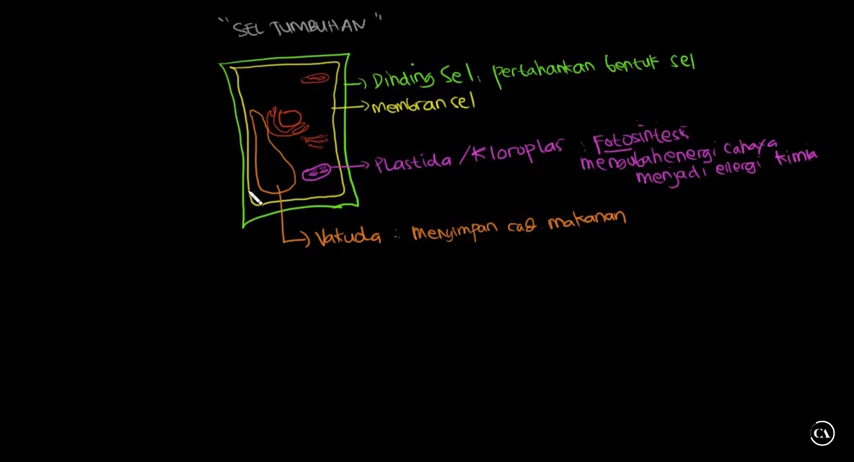 "SEL TUMBUHAN"
Dinding Sel : pertahankan bentuk sel
membran sel
Plastida / Kloroplas : Fotosintesis
mengubah energi cahaya
menjadi energi kimia
Vakuola : menyimpan cad makanan
CA